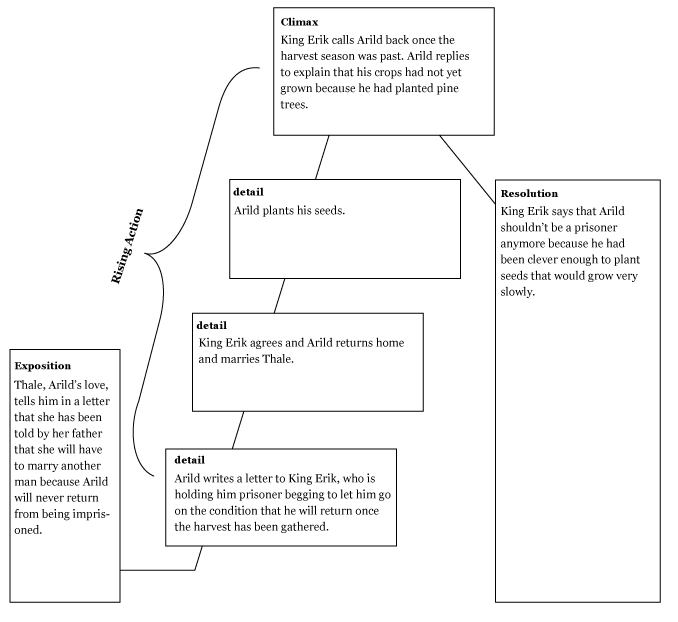 Climax
King Erik calls Arild back once the
harvest season was past. Arild replies
to explain that his crops had not yet
grown because he had planted pine
trees.
detail
Arild plants his seeds.
Resolution
King Erik says that Arild
shouldn't be a prisoner
anymore because he had
been clever enough to plant
seeds that would grow very
slowly.
Rising Action
detail
King Erik agrees and Arild returns home
and marries Thale.
Exposition
Thale, Arild's love,
tells him in a letter
that she has been
told by her father
that she will have
to marry another
man because Arild
will never return
from being impris-
oned.
detail
Arild writes a letter to King Erik, who is
holding him prisoner begging to let him go
on the condition that he will return once
the harvest has been gathered.